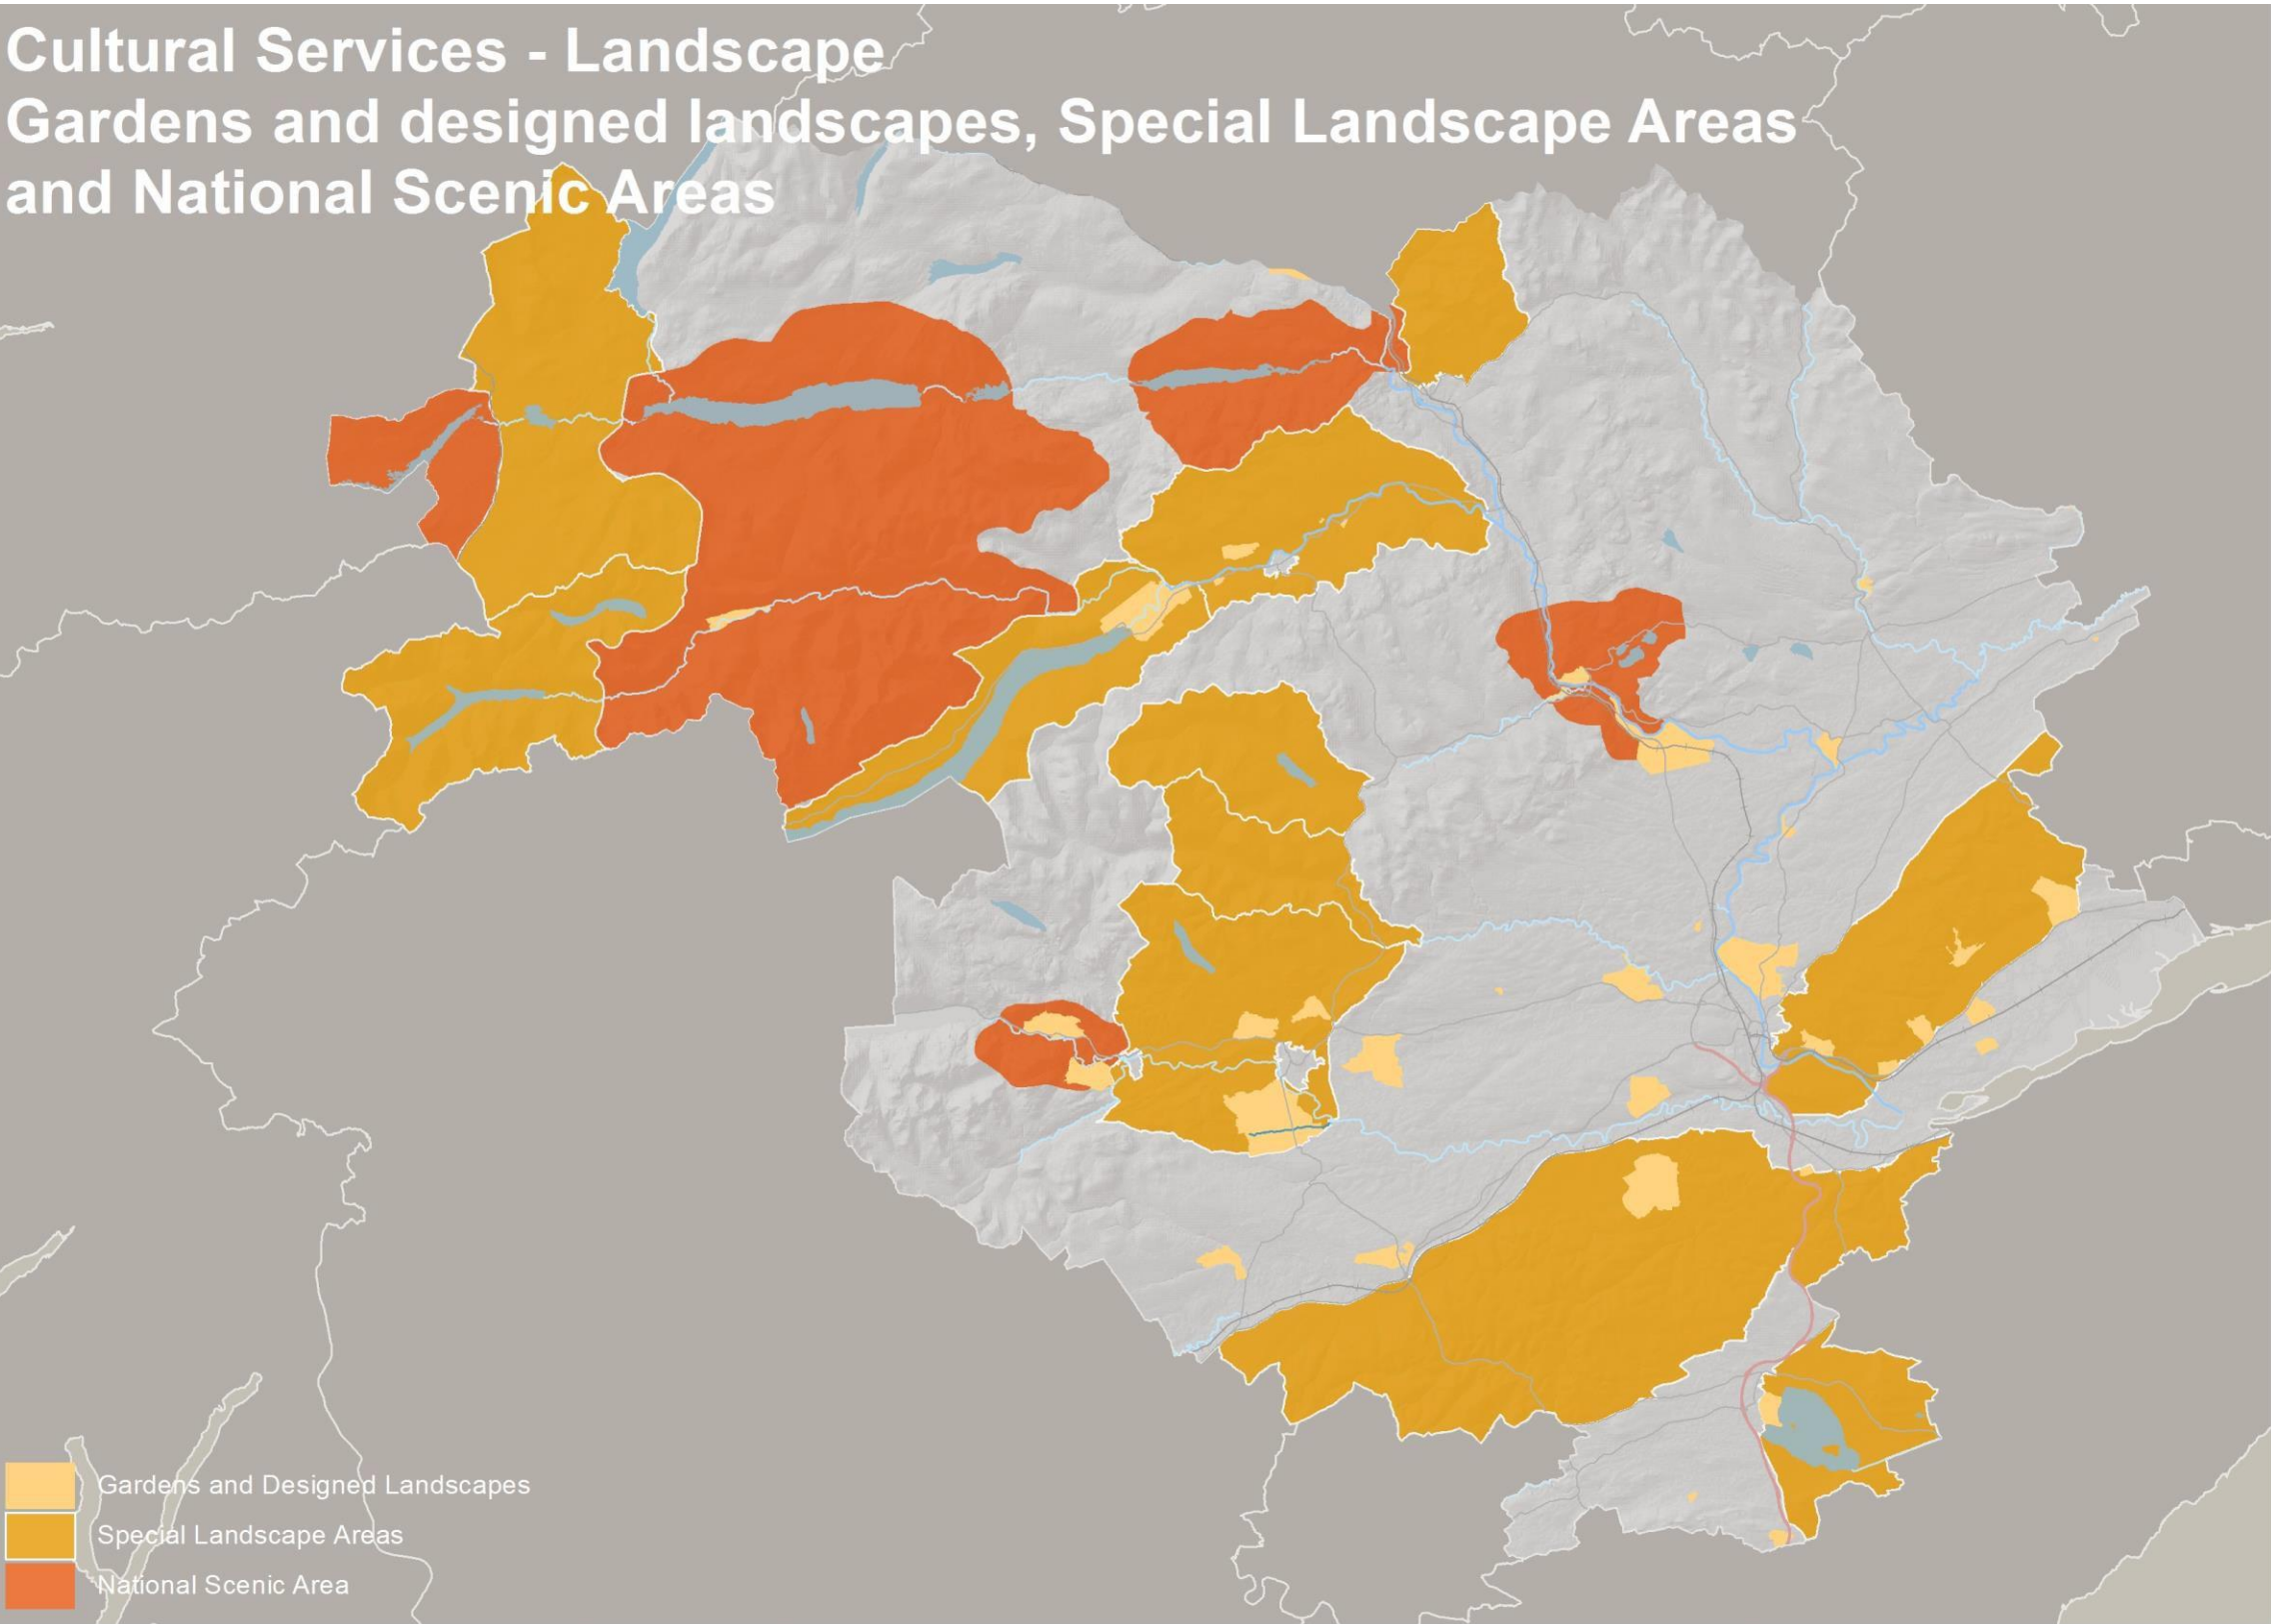 Cultural Services - Landscape
Gardens and designed landscapes, Special Landscape Areas
and National Scenic Areas
Gardens and Designed Landscapes
Special Landscape Areas
National Scenic Area